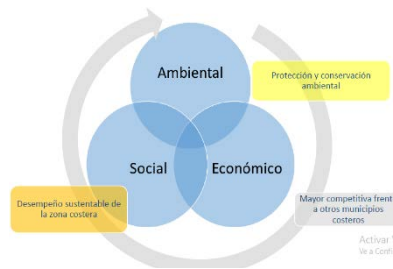 Ambiental
Protección y conservación
ambiental
Social
Económico
Desempeño sustentable de
la zona costera
Mayor competitiva frente
a otros municipios
costeros
Activar
Ve a Confi